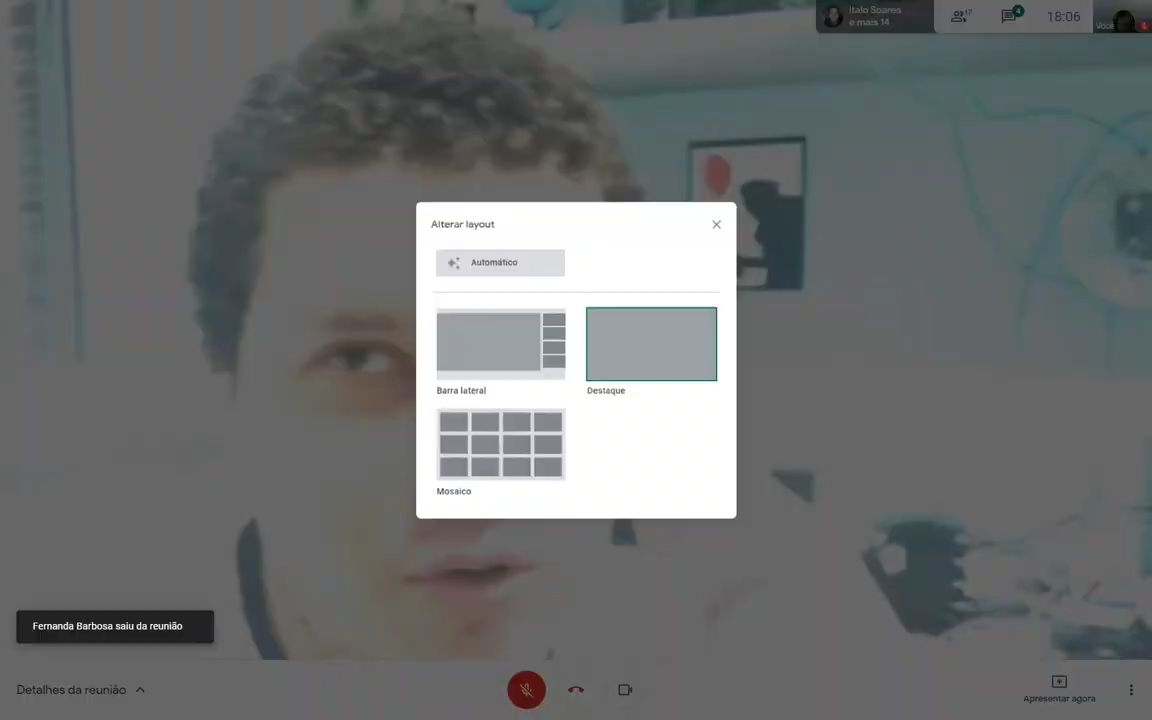 Italo Soares
e mais 14
17
4
18:06
Você
Alterar layout
Automático
Barra lateral
Destaque
Mosaico
Fernanda Barbosa saiu da reunião
Detalhes da reunião
Apresentar agora